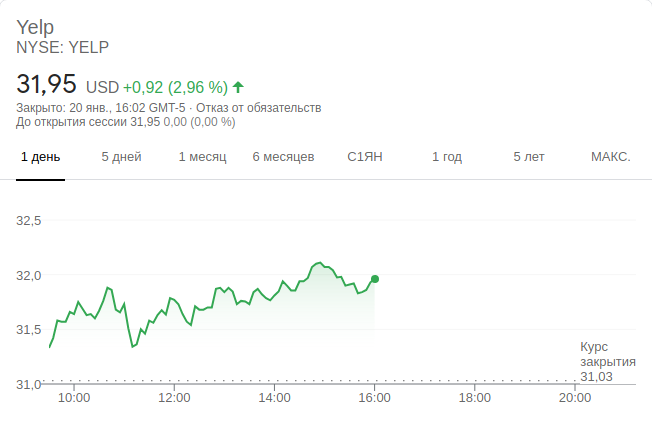 Yelp
NYSE: YELP
31,95 USD +0,92 (2,96 %)
Закрыто: 20 янв., 16:02 GMT-5 · Отказ от обязательств
До открытия сессии 31,95 0,00 (0,00 %)
1 день 5 дней 1 месяц 6 месяцев С1ЯН 1 год 5 лет МАКС.
32,5
32,0
31,5
Курс
закрытия
31,03
31,0
10:00 12:00 14:00 16:00 18:00 20:00